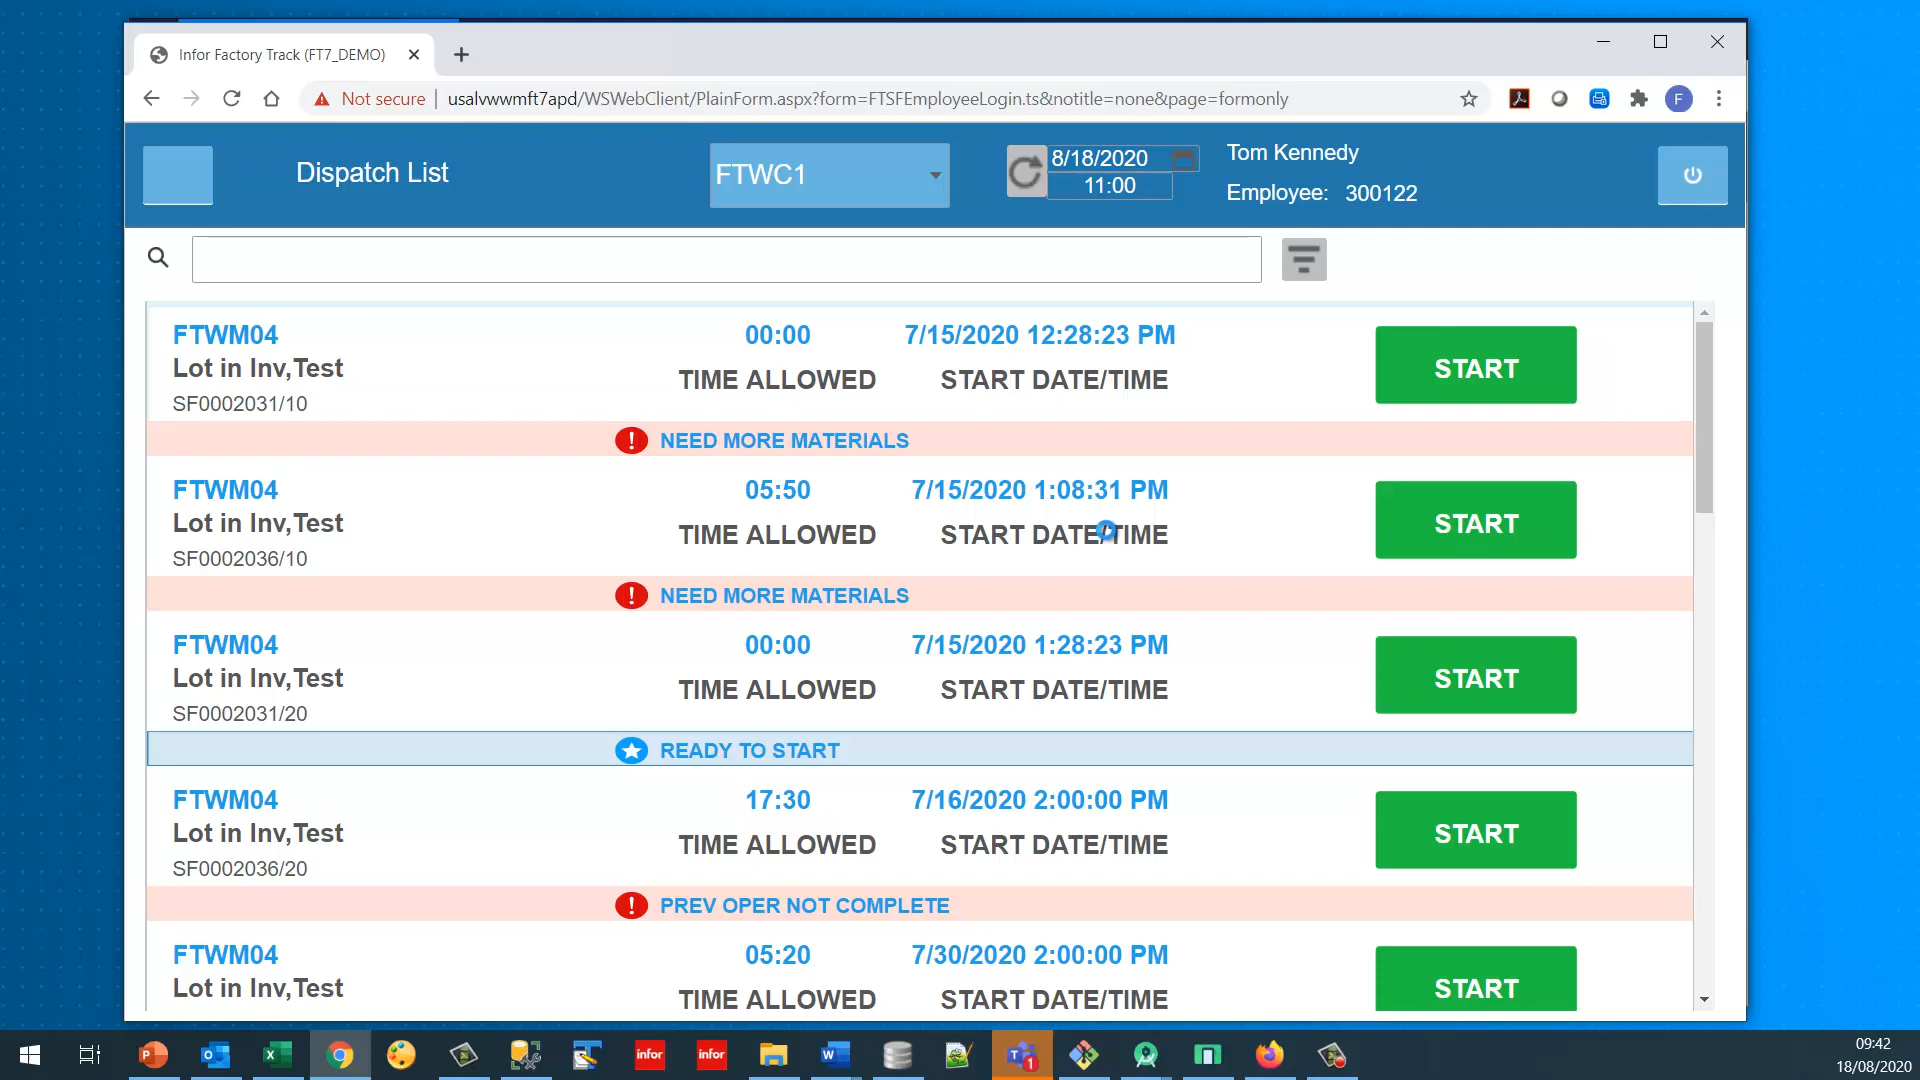 Infor Factory Track (FT7_DEMO)
Not secure usalvwwmft7apd/WSWebClient/PlainForm.aspx?form=FTSFEmployeeLogin.ts&notitle=none&page=formonly
F
Dispatch List
FTWC1
8/18/2020
11:00
Tom Kennedy
Employee: 300122
FTWM04 00:00 7/15/2020 12:28:23 PM
Lot in Inv,Test TIME ALLOWED START DATE/TIME START
SF0002031/10
NEED MORE MATERIALS
FTWM04 05:50 7/15/2020 1:08:31 PM
Lot in Inv,Test TIME ALLOWED START DATE/TIME START
SF0002036/10
NEED MORE MATERIALS
FTWM04 00:00 7/15/2020 1:28:23 PM
Lot in Inv,Test TIME ALLOWED START DATE/TIME START
SF0002031/20
READY TO START
FTWM04 17:30 7/16/2020 2:00:00 PM
Lot in Inv,Test TIME ALLOWED START DATE/TIME START
SF0002036/20
PREV OPER NOT COMPLETE
FTWM04 05:20 7/30/2020 2:00:00 PM
Lot in Inv,Test TIME ALLOWED START DATE/TIME START
infor infor 1
09:42
18/08/2020